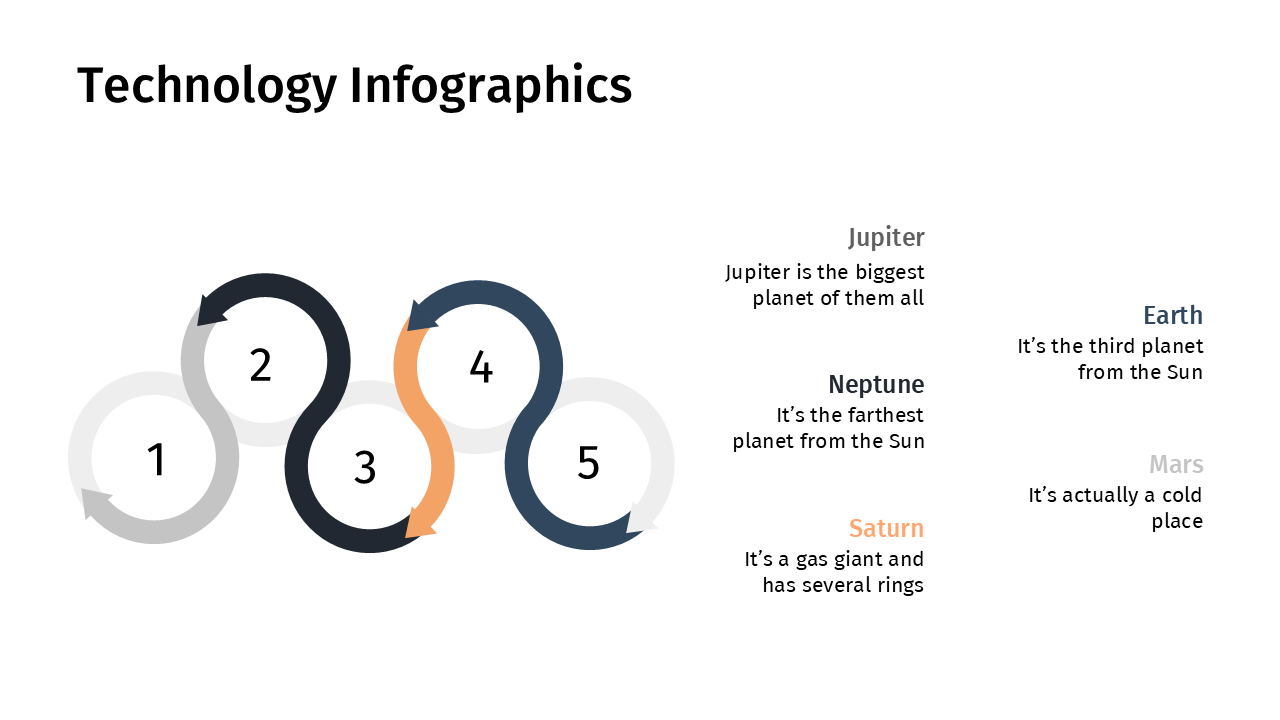 Technology Infographics
1
2
3
4
5
Jupiter
Jupiter is the biggest
planet of them all
Neptune
It’s the farthest
planet from the Sun
Saturn
It’s a gas giant and
has several rings
Earth
It’s the third planet
from the Sun
Mars
It’s actually a cold
place